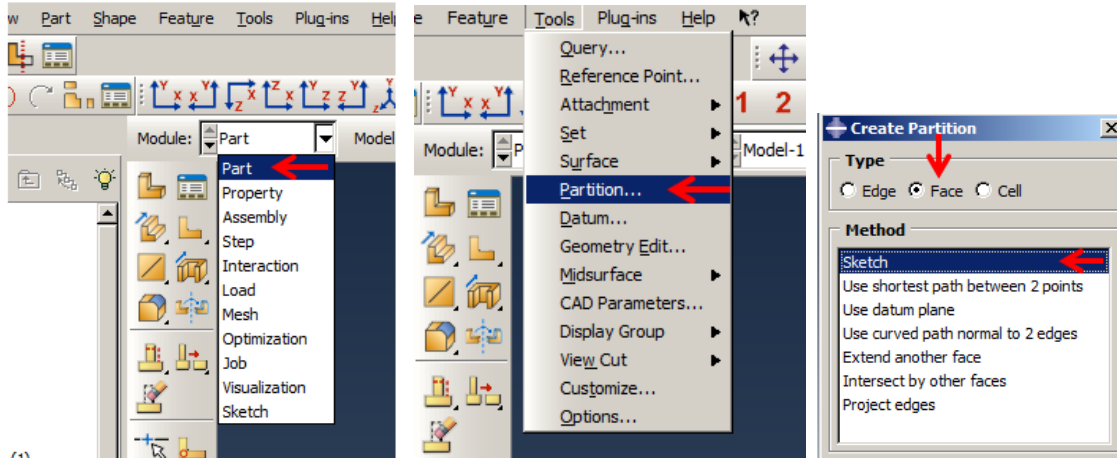 w Part Shape Feature Tools Plug-ins Help
Module: Part Model
Part
Property
Assembly
Step
Interaction
Load
Mesh
Optimization
Job
Visualization
Sketch
(1)
e Feature Tools Plug-ins Help
Query...
Reference Point...
Attachment
Set
Surface
Partition...
Datum...
Geometry Edit...
Midsurface
CAD Parameters...
Display Group
View Cut
Customize...
Options...
1 2
Module: P Model-1
Create Partition
Type
Edge Face Cell
Method
Sketch
Use shortest path between 2 points
Use datum plane
Use curved path normal to 2 edges
Extend another face
Intersect by other faces
Project edges